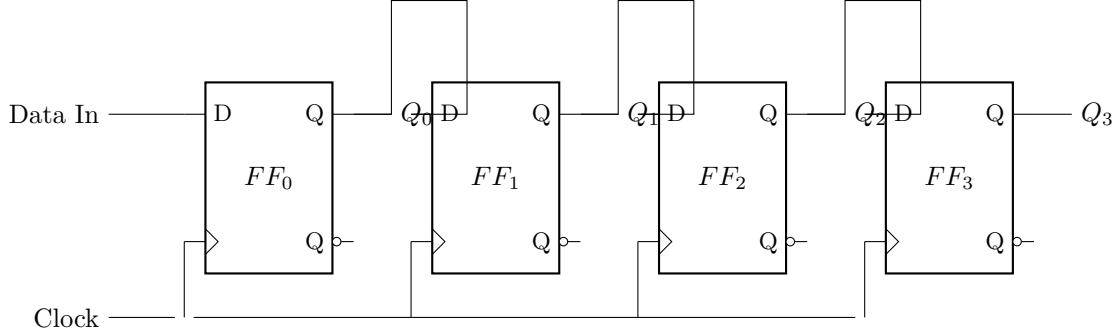 Data In D Q Q₀ D Q Q₁ D Q Q₂ D Q Q₃
FF₀ FF₁ FF₂ FF₃
Q Q Q Q
Clock